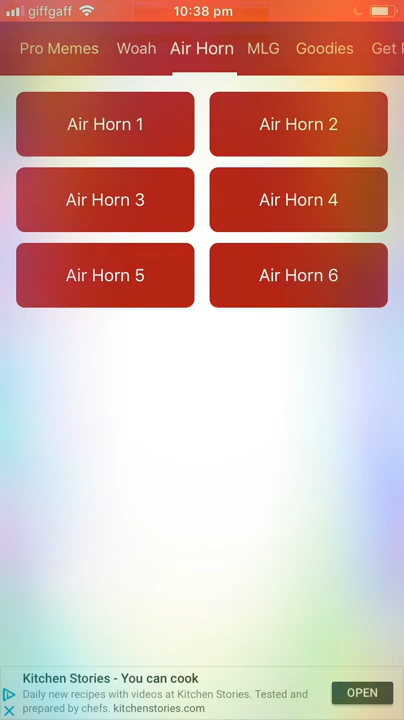 giffgaff 10:38 pm
Pro Memes Woah Air Horn MLG Goodies Get
Air Horn 1 Air Horn 2
Air Horn 3 Air Horn 4
Air Horn 5 Air Horn 6
Kitchen Stories - You can cook
Daily new recipes with videos at Kitchen Stories. Tested and
prepared by chefs. kitchenstories.com
OPEN